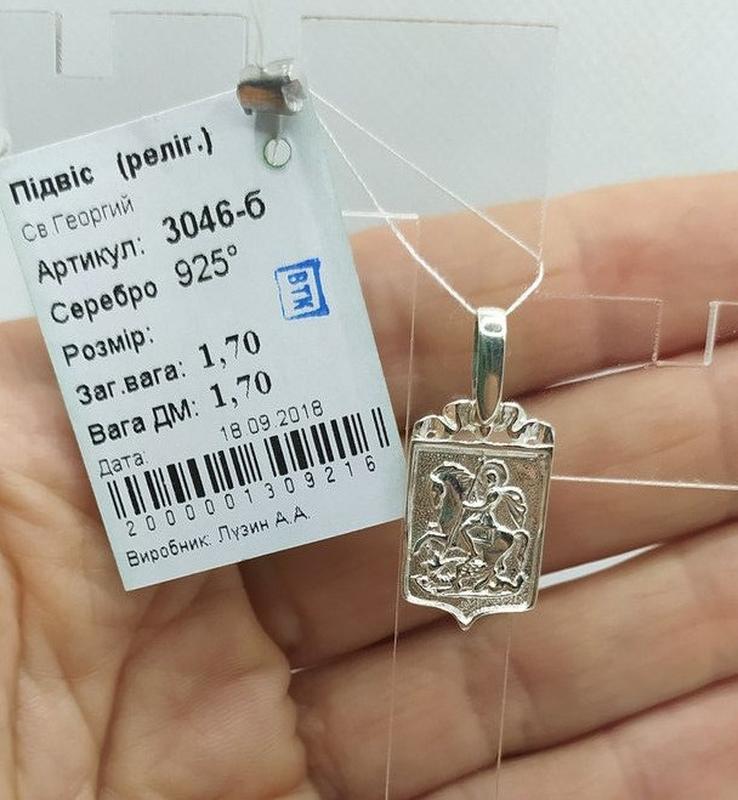 Підвіс (реліг.)
Св Георгий
Артикул: 3046-б
Серебро 925°
ВТК
Розмір:
Заг.вага: 1,70
Вага ДМ: 1,70
Дата: 18.09.2018
2000001309216
Виробник: Лузин А.А.